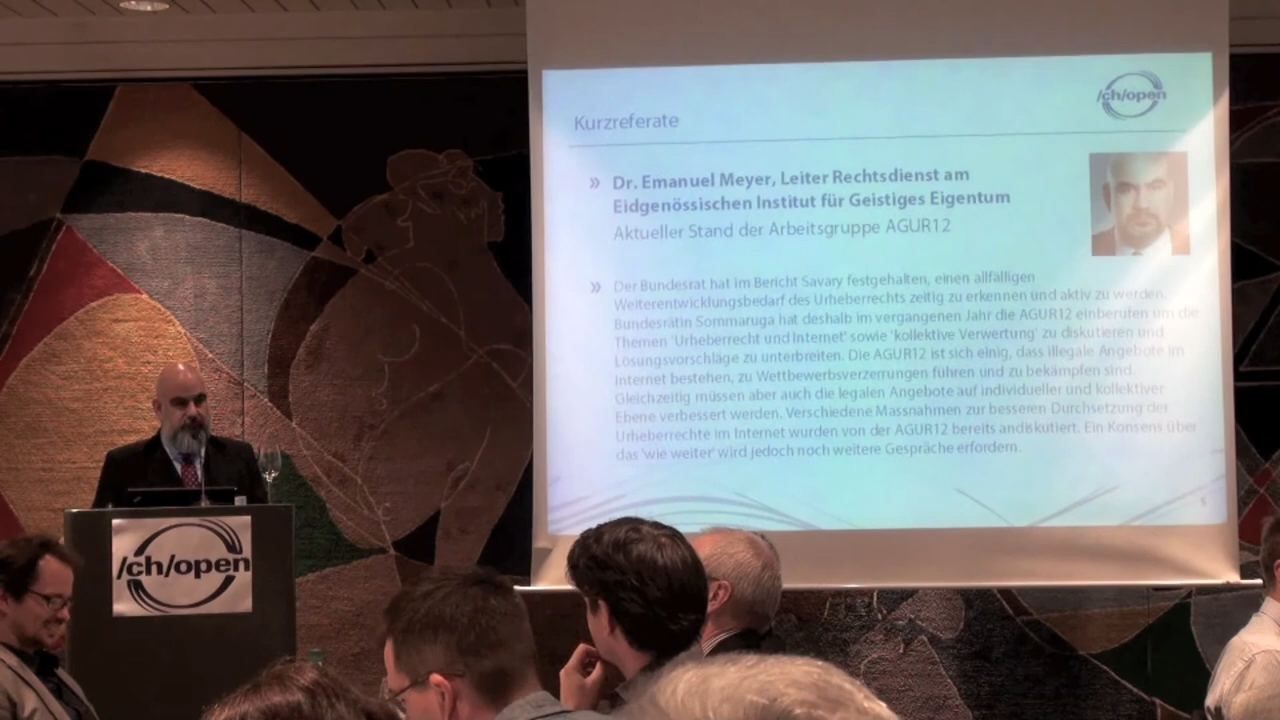 /ch/open
Kurzreferate
» Dr. Emanuel Meyer, Leiter Rechtsdienst am
Eidgenössischen Institut für Geistiges Eigentum
Aktueller Stand der Arbeitsgruppe AGUR12
» Der Bundesrat hat im Bericht Savary festgehalten, einen allfälligen
Weiterentwicklungsbedarf des Urheberrechts zeitig zu erkennen und aktiv zu werden.
Bundesrätin Sommaruga hat deshalb im vergangenen Jahr die AGUR12 einberufen um die
Themen 'Urheberrecht und Internet' sowie 'kollektive Verwertung' zu diskutieren und
Lösungsvorschläge zu unterbreiten. Die AGUR12 ist sich einig, dass illegale Angebote im
Internet bestehen, zu Wettbewerbsverzerrungen führen und zu bekämpfen sind.
Gleichzeitig müssen aber auch die legalen Angebote auf individueller und kollektiver
Ebene verbessert werden. Verschiedene Massnahmen zur besseren Durchsetzung der
Urheberrechte im Internet wurden von der AGUR12 bereits andiskutiert. Ein Konsens über
das 'wie weiter' wird jedoch noch weitere Gespräche erfordern.
/ch/open